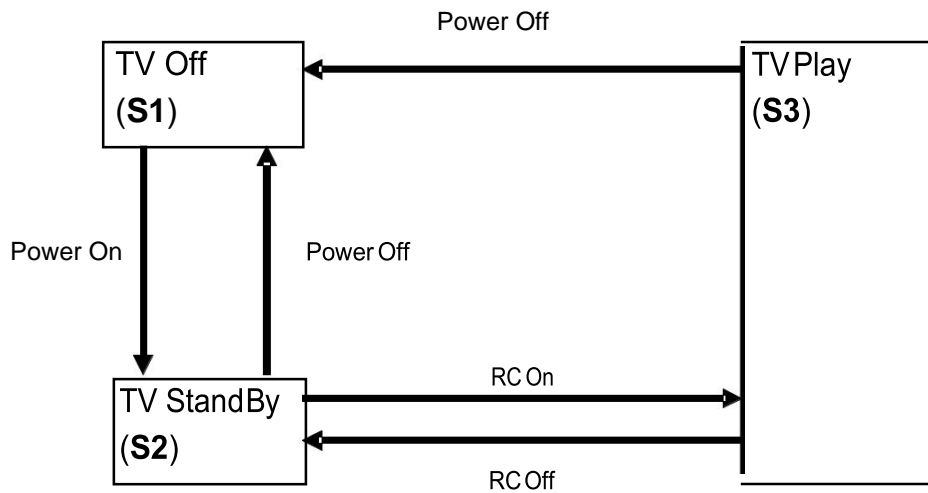 Power Off
TV Off
(S1)
TV Play
(S3)
Power On
Power Off
RC On
TV StandBy
(S2)
RC Off